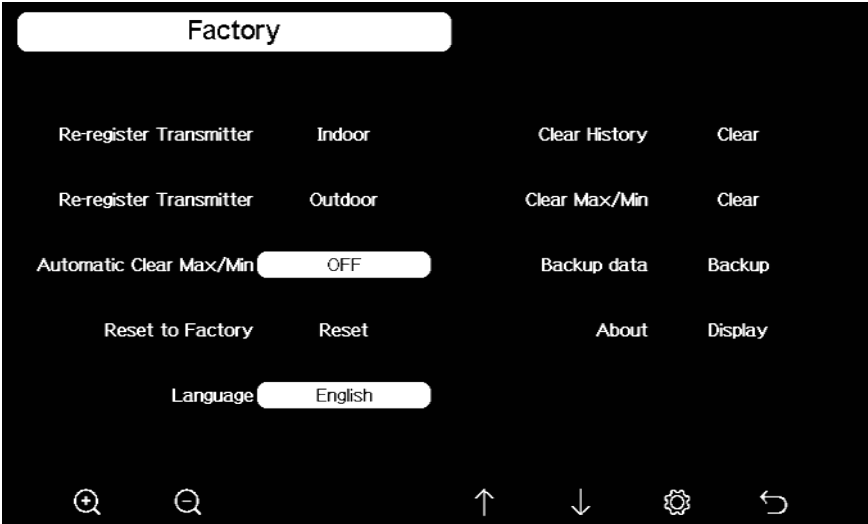 Factory
Re-register Transmitter Indoor Clear History Clear
Re-register Transmitter Outdoor Clear Max/Min Clear
Automatic Clear Max/Min OFF Backup data Backup
Reset to Factory Reset About Display
Language English